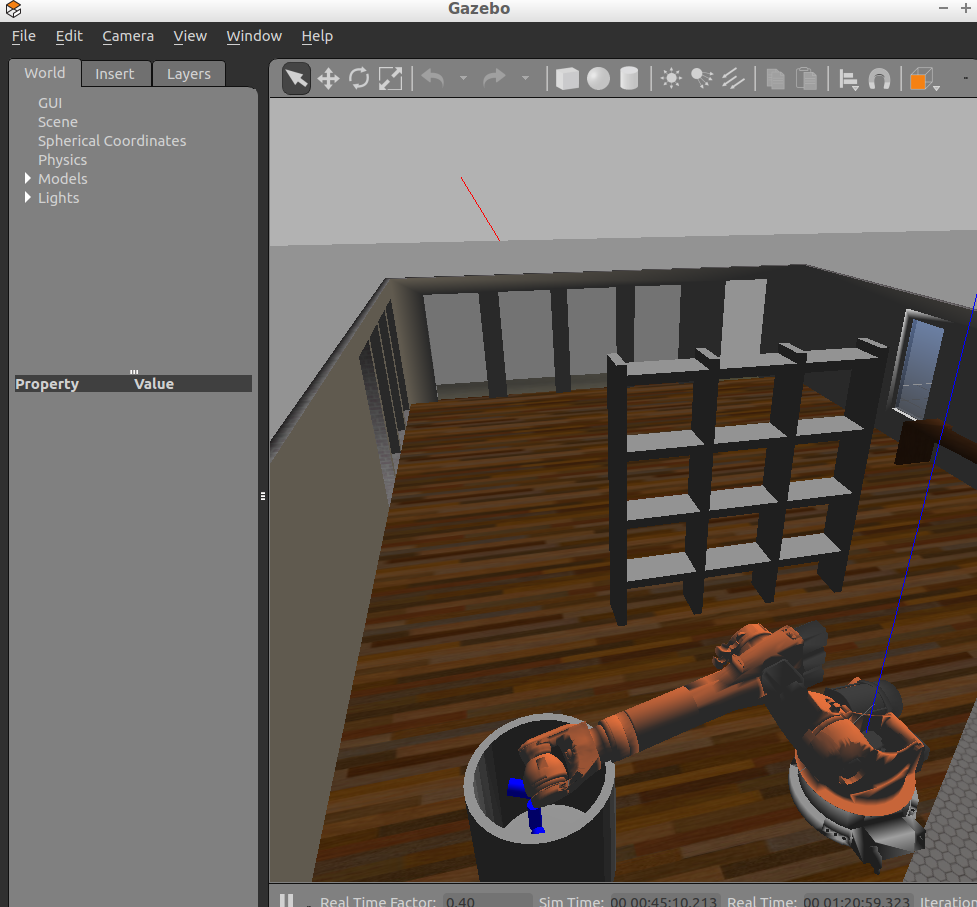 Gazebo
File Edit Camera View Window Help
World Insert Layers
GUI
Scene
Spherical Coordinates
Physics
Models
Lights
Property Value
Real Time Factor: 0.40 Sim Time: 00 00:45:10.213 Real Time: 00 01:20:59.323 Iteration